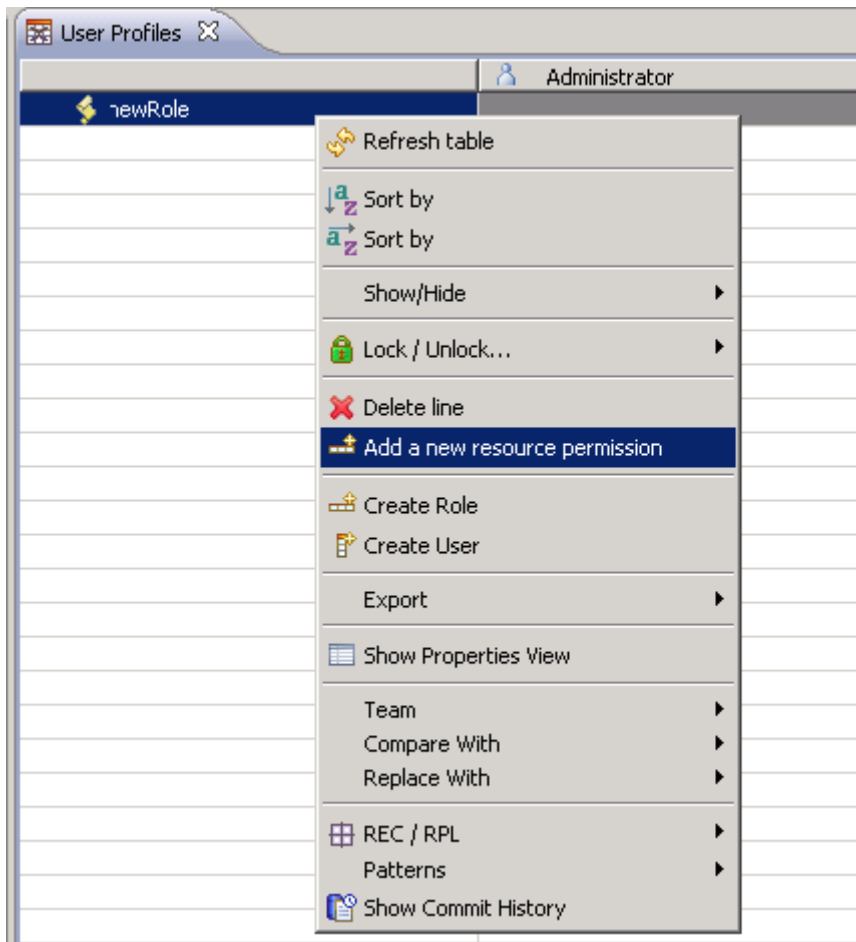 User Profiles
Administrator
newRole
Refresh table
Sort by
Sort by
Show/Hide
Lock / Unlock...
Delete line
Add a new resource permission
Create Role
Create User
Export
Show Properties View
Team
Compare With
Replace With
REC / RPL
Patterns
Show Commit History